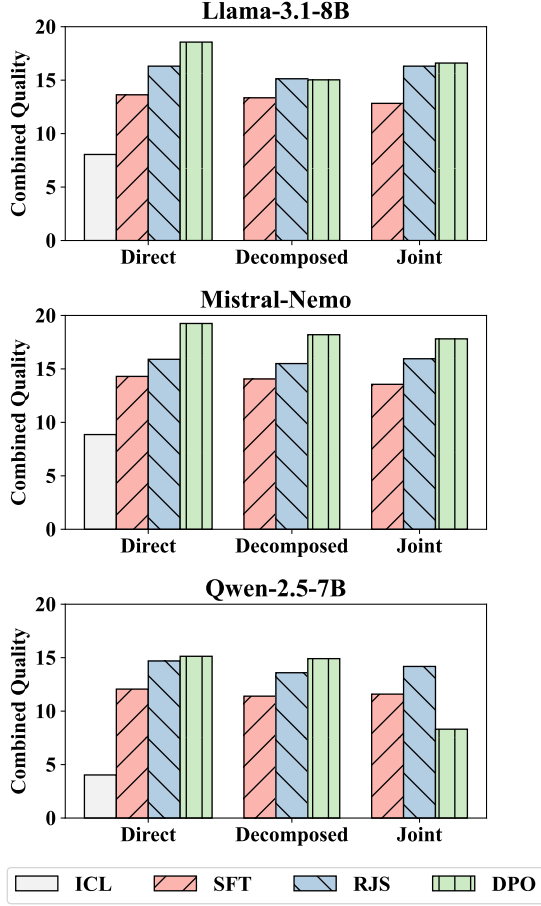 Llama-3.1-8B
Combined Quality
20
15
10
5
0
Direct Decomposed Joint
Mistral-Nemo
Combined Quality
20
15
10
5
0
Direct Decomposed Joint
Qwen-2.5-7B
Combined Quality
20
15
10
5
0
Direct Decomposed Joint
ICL SFT RJS DPO